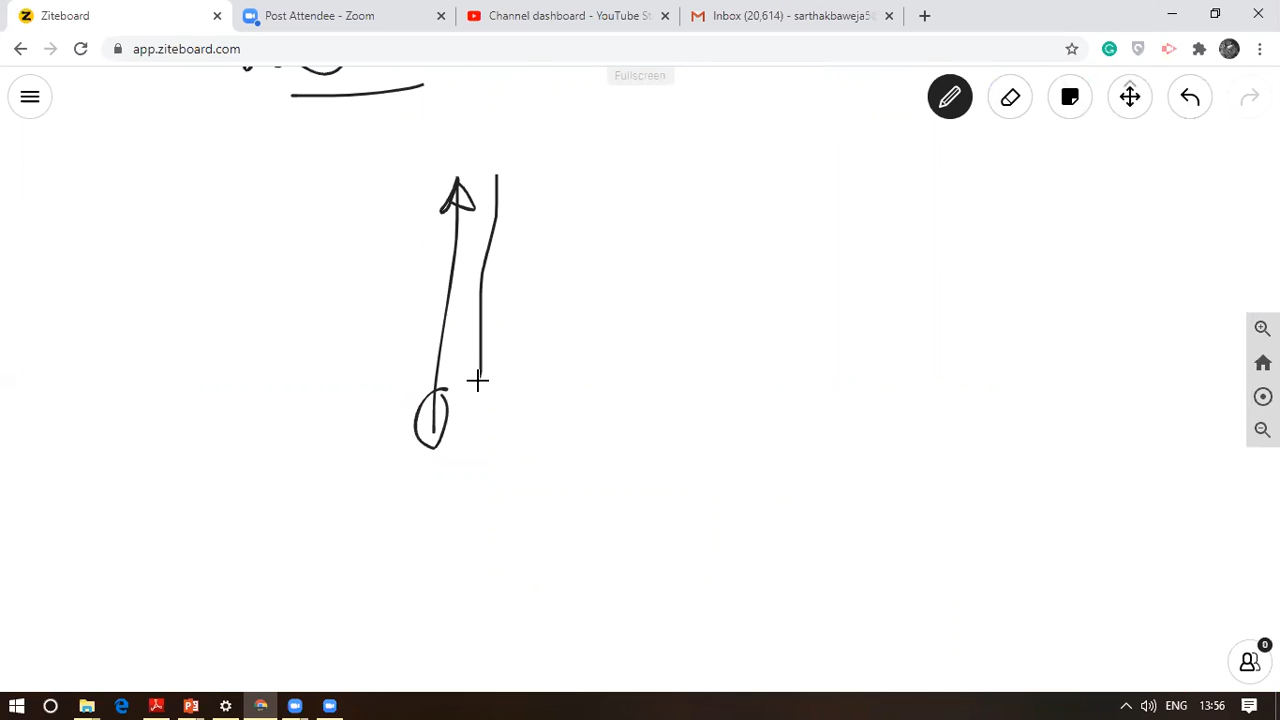 Ziteboard
Post Attendee - Zoom
Channel dashboard - YouTube St
Inbox (20,614) - sarthakbaweja5
app.ziteboard.com
Fullscreen
0
ENG
13:56